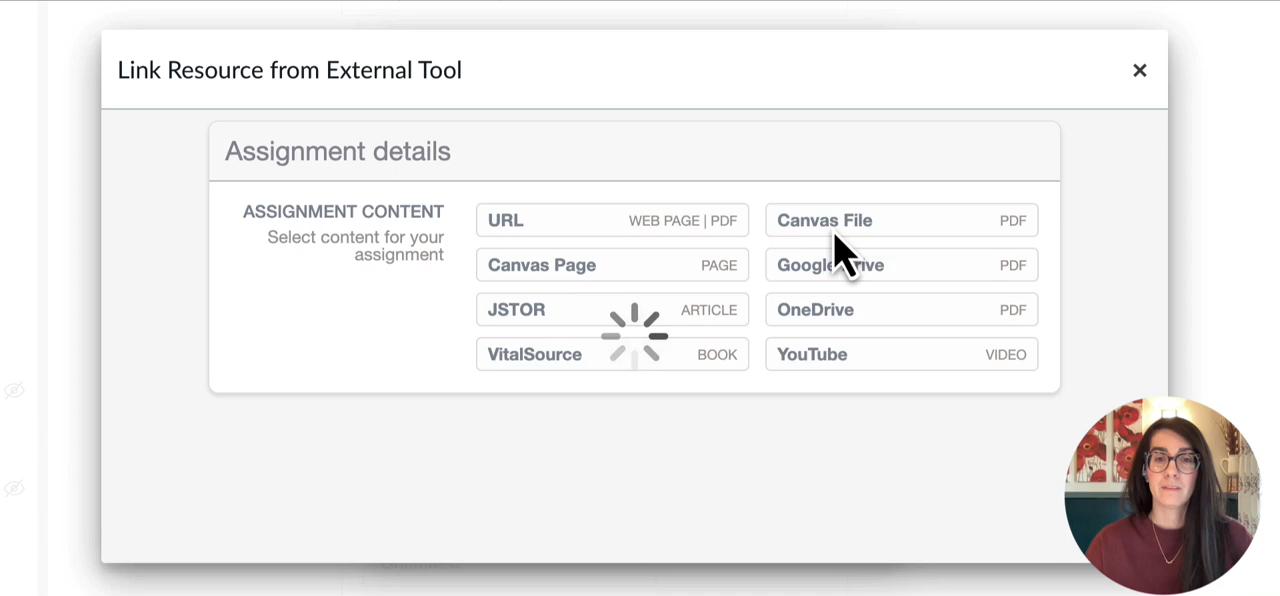 Link Resource from External Tool ×
Assignment details
ASSIGNMENT CONTENT
Select content for your
assignment
URL WEB PAGE | PDF
Canvas File PDF
Canvas Page PAGE
Google Drive PDF
JSTOR ARTICLE
OneDrive PDF
VitalSource BOOK
YouTube VIDEO